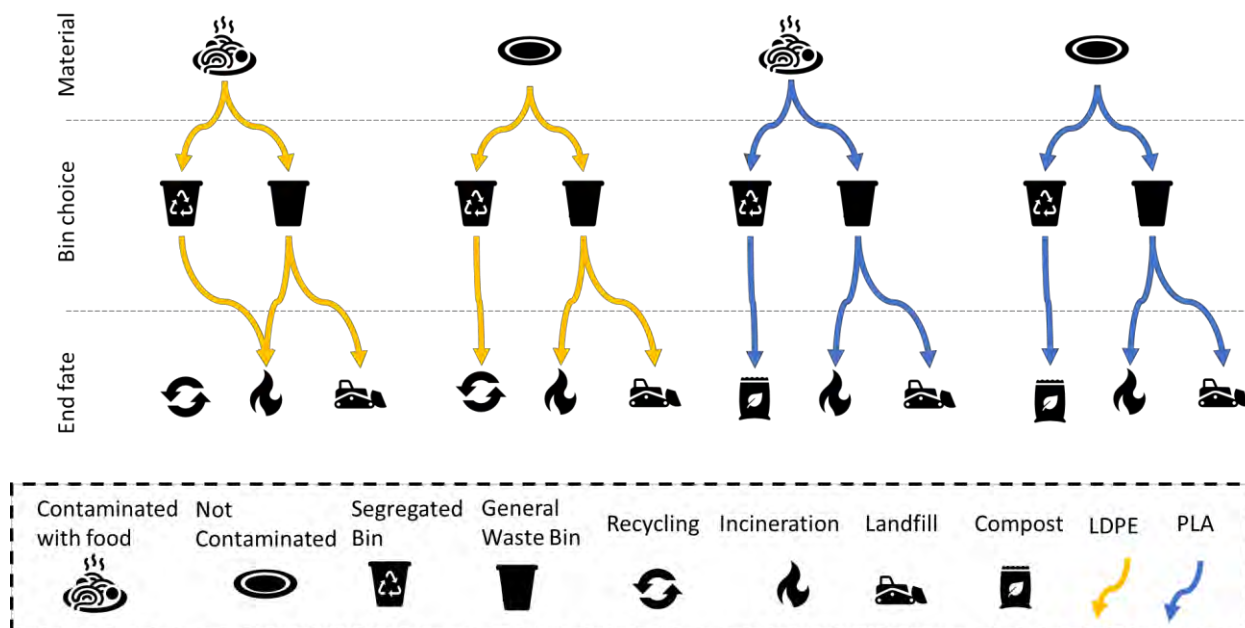 Material
Bin choice
End fate
Contaminated
with food
Not
Contaminated
Segregated
Bin
General
Waste Bin
Recycling
Incineration
Landfill
Compost
LDPE
PLA